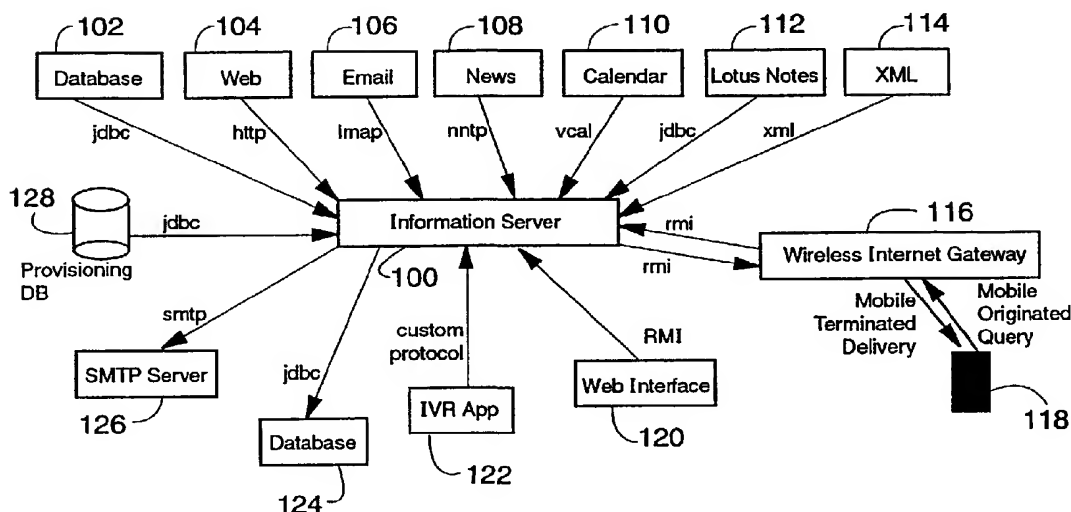 102
104
106
108
110
112
114
Database
Web
Email
News
Calendar
Lotus Notes
XML
jdbc
http
imap
nntp
vcal
jdbc
xml
128
jdbc
Provisioning
DB
Information Server
100
rmi
rmi
116
Wireless Internet Gateway
Mobile
Terminated
Delivery
Mobile
Originated
Query
118
smtp
SMTP Server
126
jdbc
Database
124
custom
protocol
IVR App
122
RMI
Web Interface
120